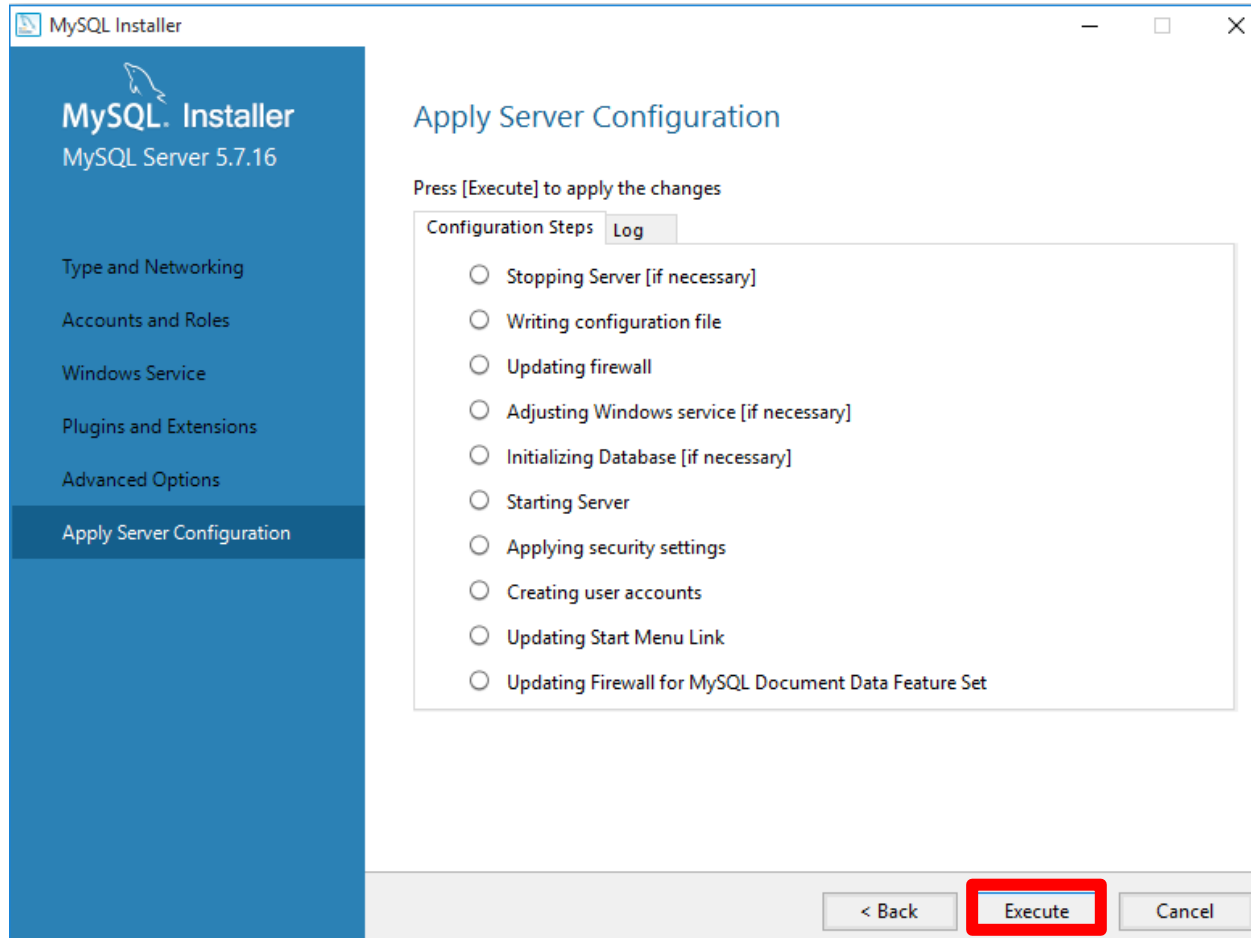 MySQL Installer
MySQL. Installer
MySQL Server 5.7.16
Type and Networking
Accounts and Roles
Windows Service
Plugins and Extensions
Advanced Options
Apply Server Configuration
Apply Server Configuration
Press [Execute] to apply the changes
Configuration Steps Log
Stopping Server [if necessary]
Writing configuration file
Updating firewall
Adjusting Windows service [if necessary]
Initializing Database [if necessary]
Starting Server
Applying security settings
Creating user accounts
Updating Start Menu Link
Updating Firewall for MySQL Document Data Feature Set
< Back Execute Cancel